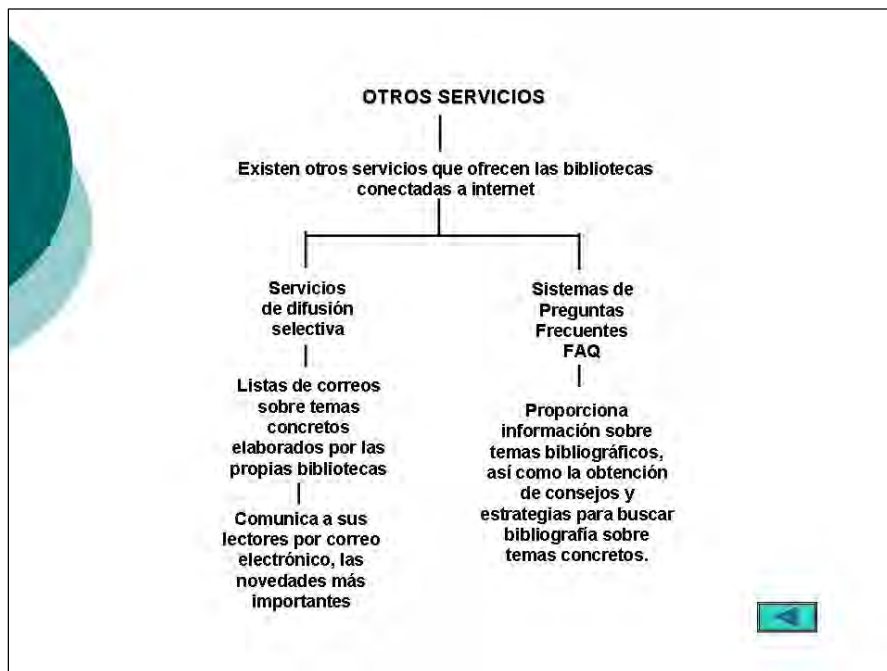 OTROS SERVICIOS
Existen otros servicios que ofrecen las bibliotecas
conectadas a internet
Servicios
de difusión
selectiva
Listas de correos
sobre temas
concretos
elaborados por las
propias bibliotecas
Comunica a sus
lectores por correo
electrónico, las
novedades más
importantes
Sistemas de
Preguntas
Frecuentes
FAQ
Proporciona
información sobre
temas bibliográficos,
así como la obtención
de consejos y
estrategias para buscar
bibliografía sobre
temas concretos.